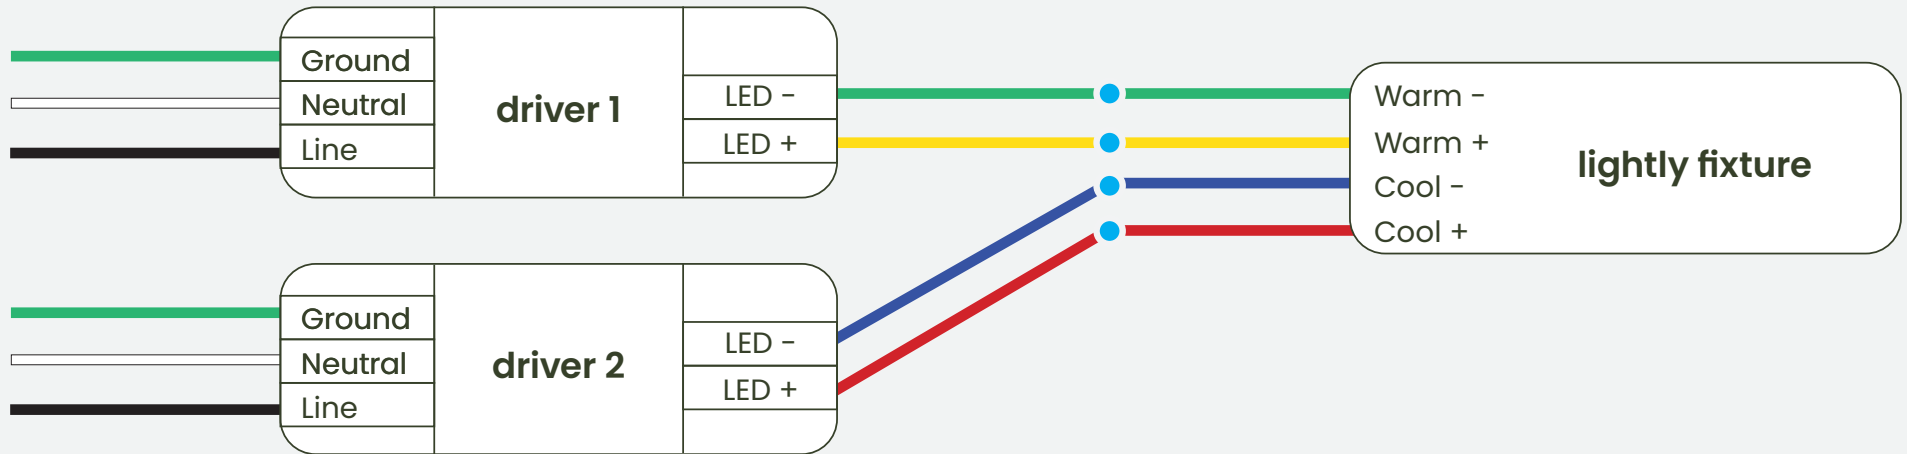 Ground
Neutral
Line
driver 1
LED -
LED +
Ground
Neutral
Line
driver 2
LED -
LED +
Warm -
Warm +
Cool -
Cool +
lightly fixture